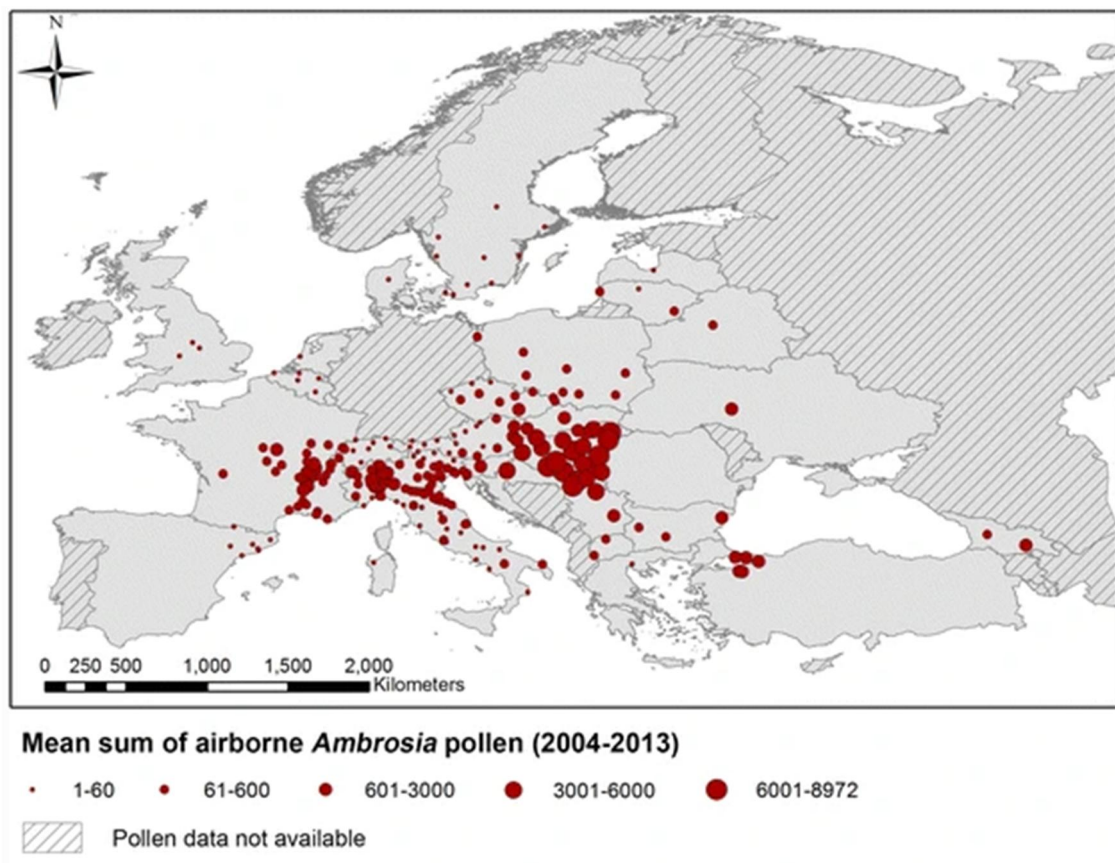 N
0 250 500 1,000 1,500 2,000
Kilometers
Mean sum of airborne Ambrosia pollen (2004-2013)
1-60 61-600 601-3000 3001-6000 6001-8972
Pollen data not available